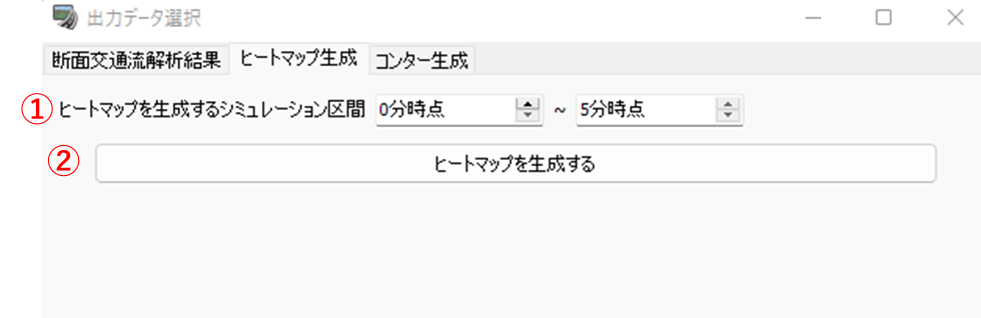 出力データ選択
断面交通流解析結果 ヒートマップ生成 コンター生成
① ヒートマップを生成するシミュレーション区間 0分時点 ~ 5分時点
② ヒートマップを生成する